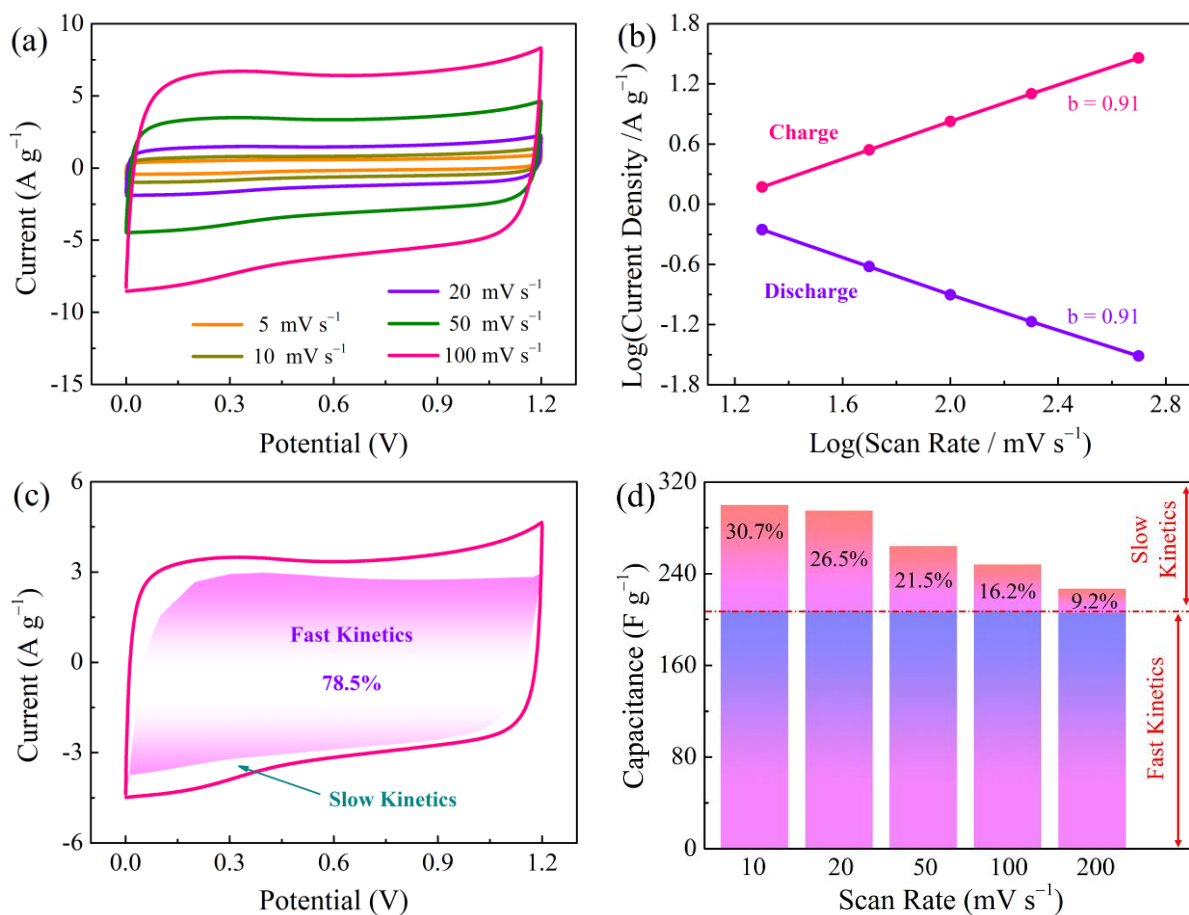 (a)
10
5
0
-5
-10
-15
Current (A g⁻¹)
5 mV s⁻¹
10 mV s⁻¹
20 mV s⁻¹
50 mV s⁻¹
100 mV s⁻¹
0.0 0.3 0.6 0.9 1.2
Potential (V)
(b)
1.8
1.2
0.6
0.0
-0.6
-1.2
-1.8
Log(Current Density /A g⁻¹)
Charge
b = 0.91
Discharge
b = 0.91
1.2 1.6 2.0 2.4 2.8
Log(Scan Rate / mV s⁻¹)
(c)
6
3
0
-3
-6
Current (A g⁻¹)
Fast Kinetics
78.5%
Slow Kinetics
0.0 0.3 0.6 0.9 1.2
Potential (V)
(d)
320
240
160
80
0
Capacitance (F g⁻¹)
30.7%
26.5%
21.5%
16.2%
9.2%
Slow
Kinetics
Fast Kinetics
10 20 50 100 200
Scan Rate (mV s⁻¹)